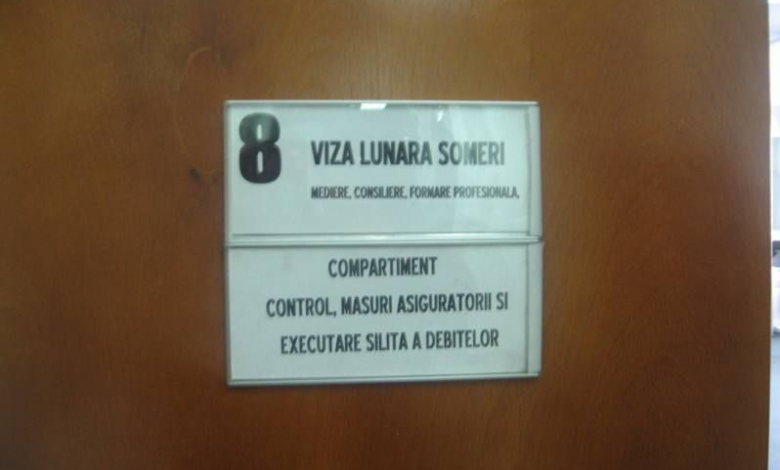 8 VIZA LUNARA SOMERI
MEDIERE, CONSILIERE, FORMARE PROFESIONALA,
COMPARTIMENT
CONTROL, MASURI ASIGURATORII SI
EXECUTARE SILITA A DEBITELOR